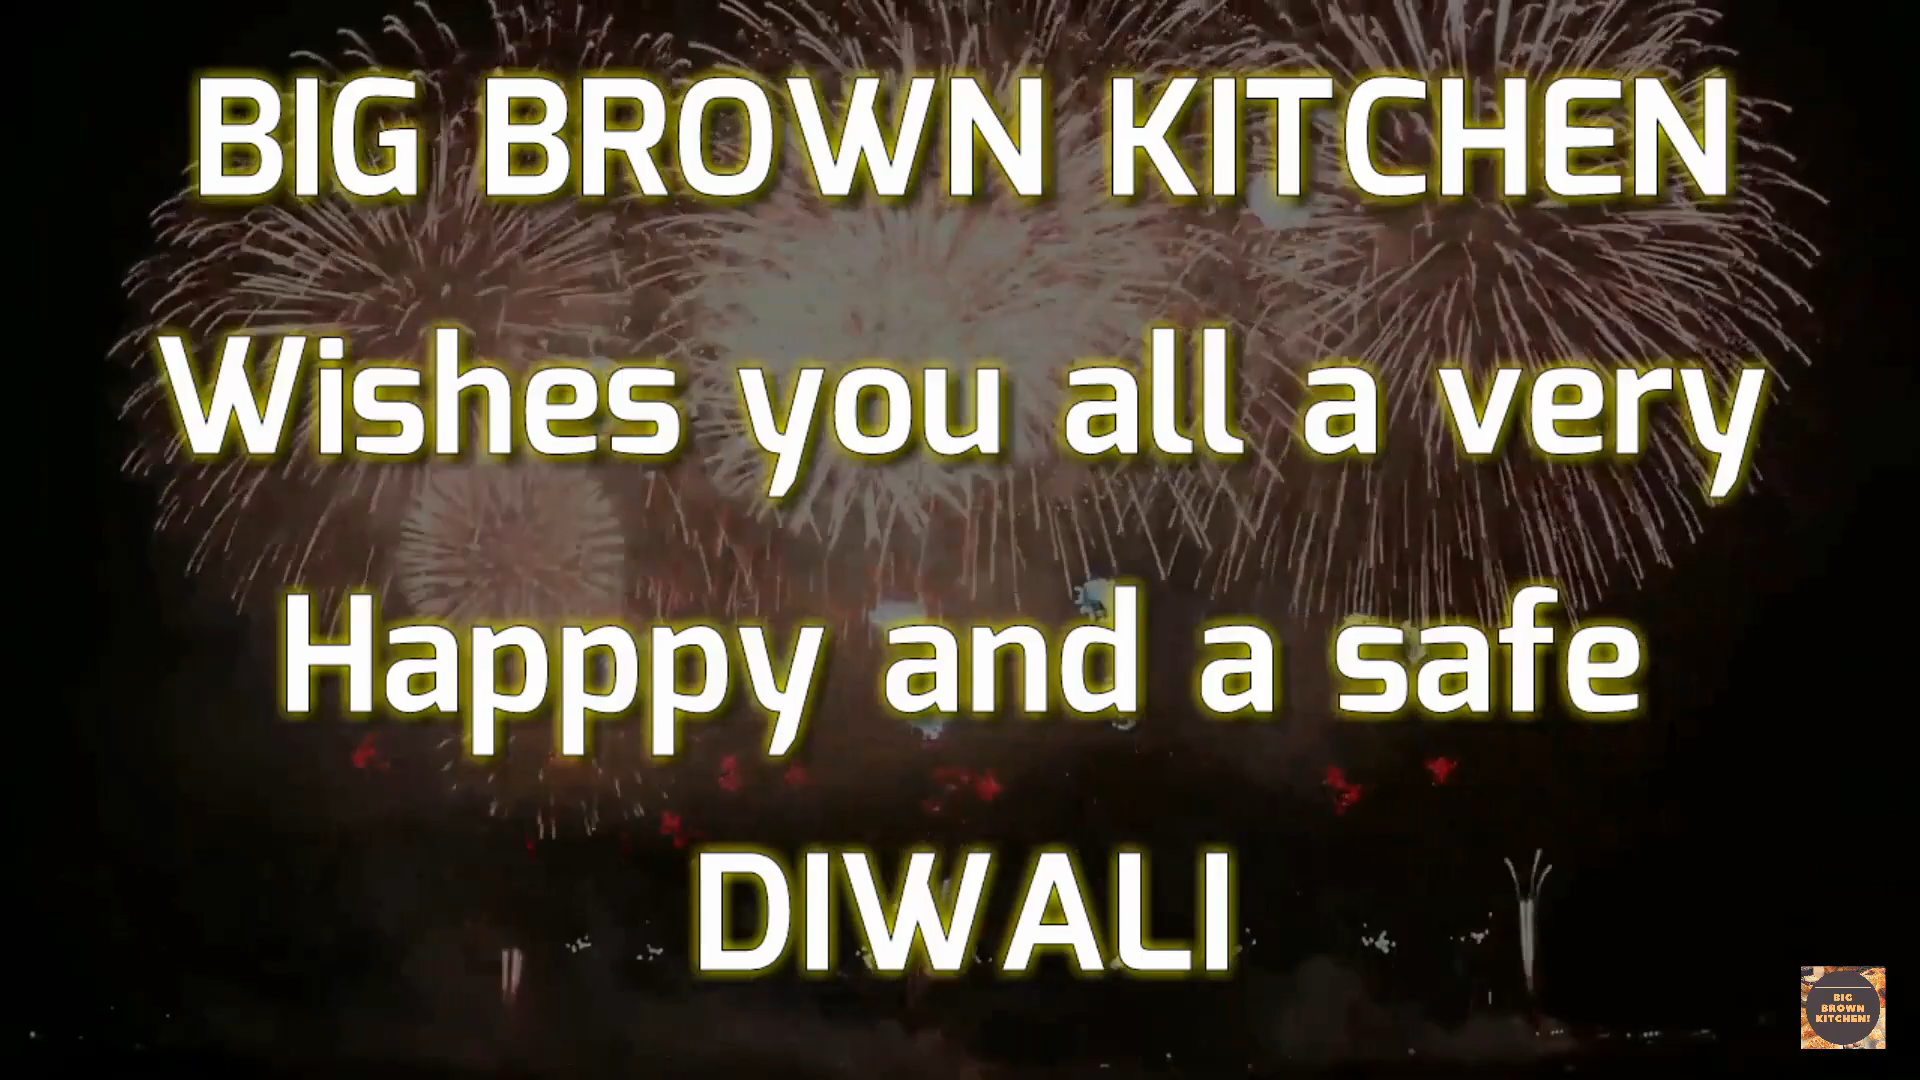 BIG BROWN KITCHEN
Wishes you all a very
Happpy and a safe
DIWALI
BIG
BROWN
KITCHEN!